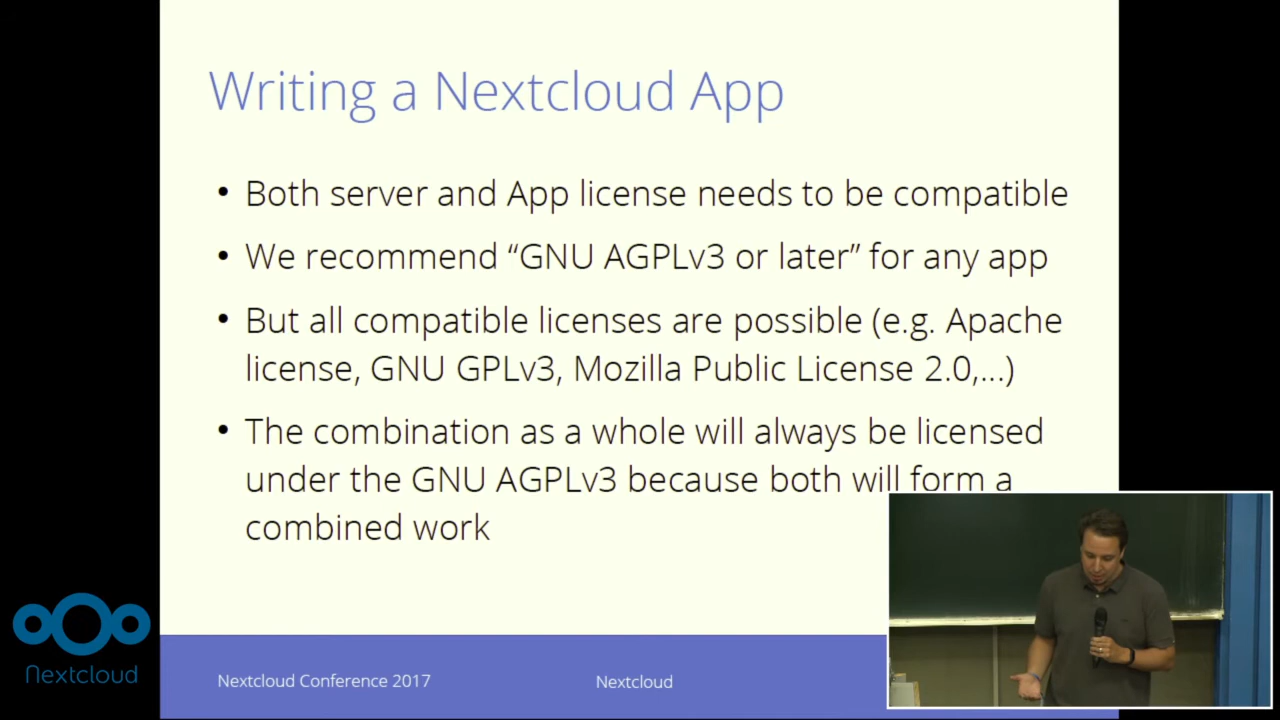 Writing a Nextcloud App
• Both server and App license needs to be compatible
• We recommend “GNU AGPLv3 or later” for any app
• But all compatible licenses are possible (e.g. Apache
license, GNU GPLv3, Mozilla Public License 2.0,...)
• The combination as a whole will always be licensed
under the GNU AGPLv3 because both will form a
combined work
Nextcloud
Nextcloud Conference 2017
Nextcloud